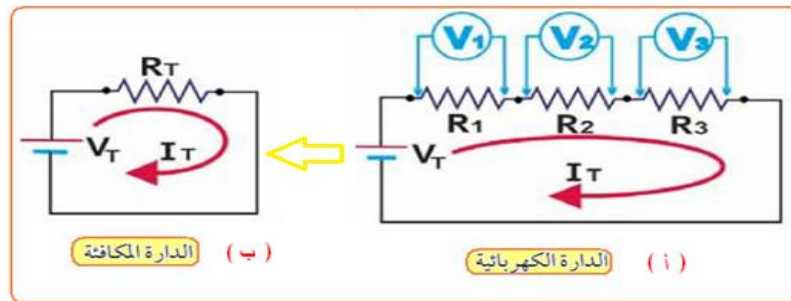 V1 V2 V3
RT
R1 R2 R3
VT IT
VT IT
( أ ) الدارة الكهربائية
( ب ) الدارة المكافئة